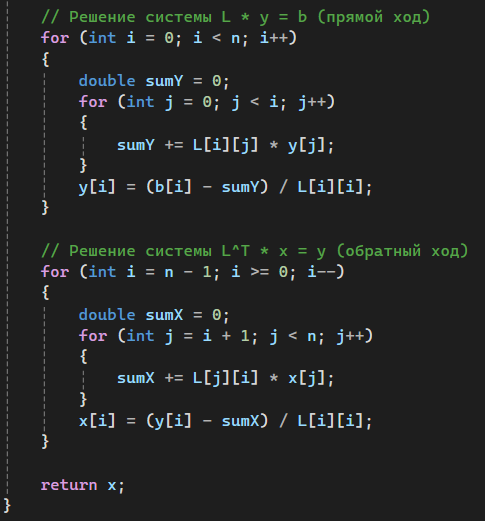 // Решение системы L * y = b (прямой ход)
for (int i = 0; i < n; i++)
{
    double sumY = 0;
    for (int j = 0; j < i; j++)
    {
        sumY += L[i][j] * y[j];
    }
    y[i] = (b[i] - sumY) / L[i][i];
}

// Решение системы L^T * x = y (обратный ход)
for (int i = n - 1; i >= 0; i--)
{
    double sumX = 0;
    for (int j = i + 1; j < n; j++)
    {
        sumX += L[j][i] * x[j];
    }
    x[i] = (y[i] - sumX) / L[i][i];
}

return x;
}